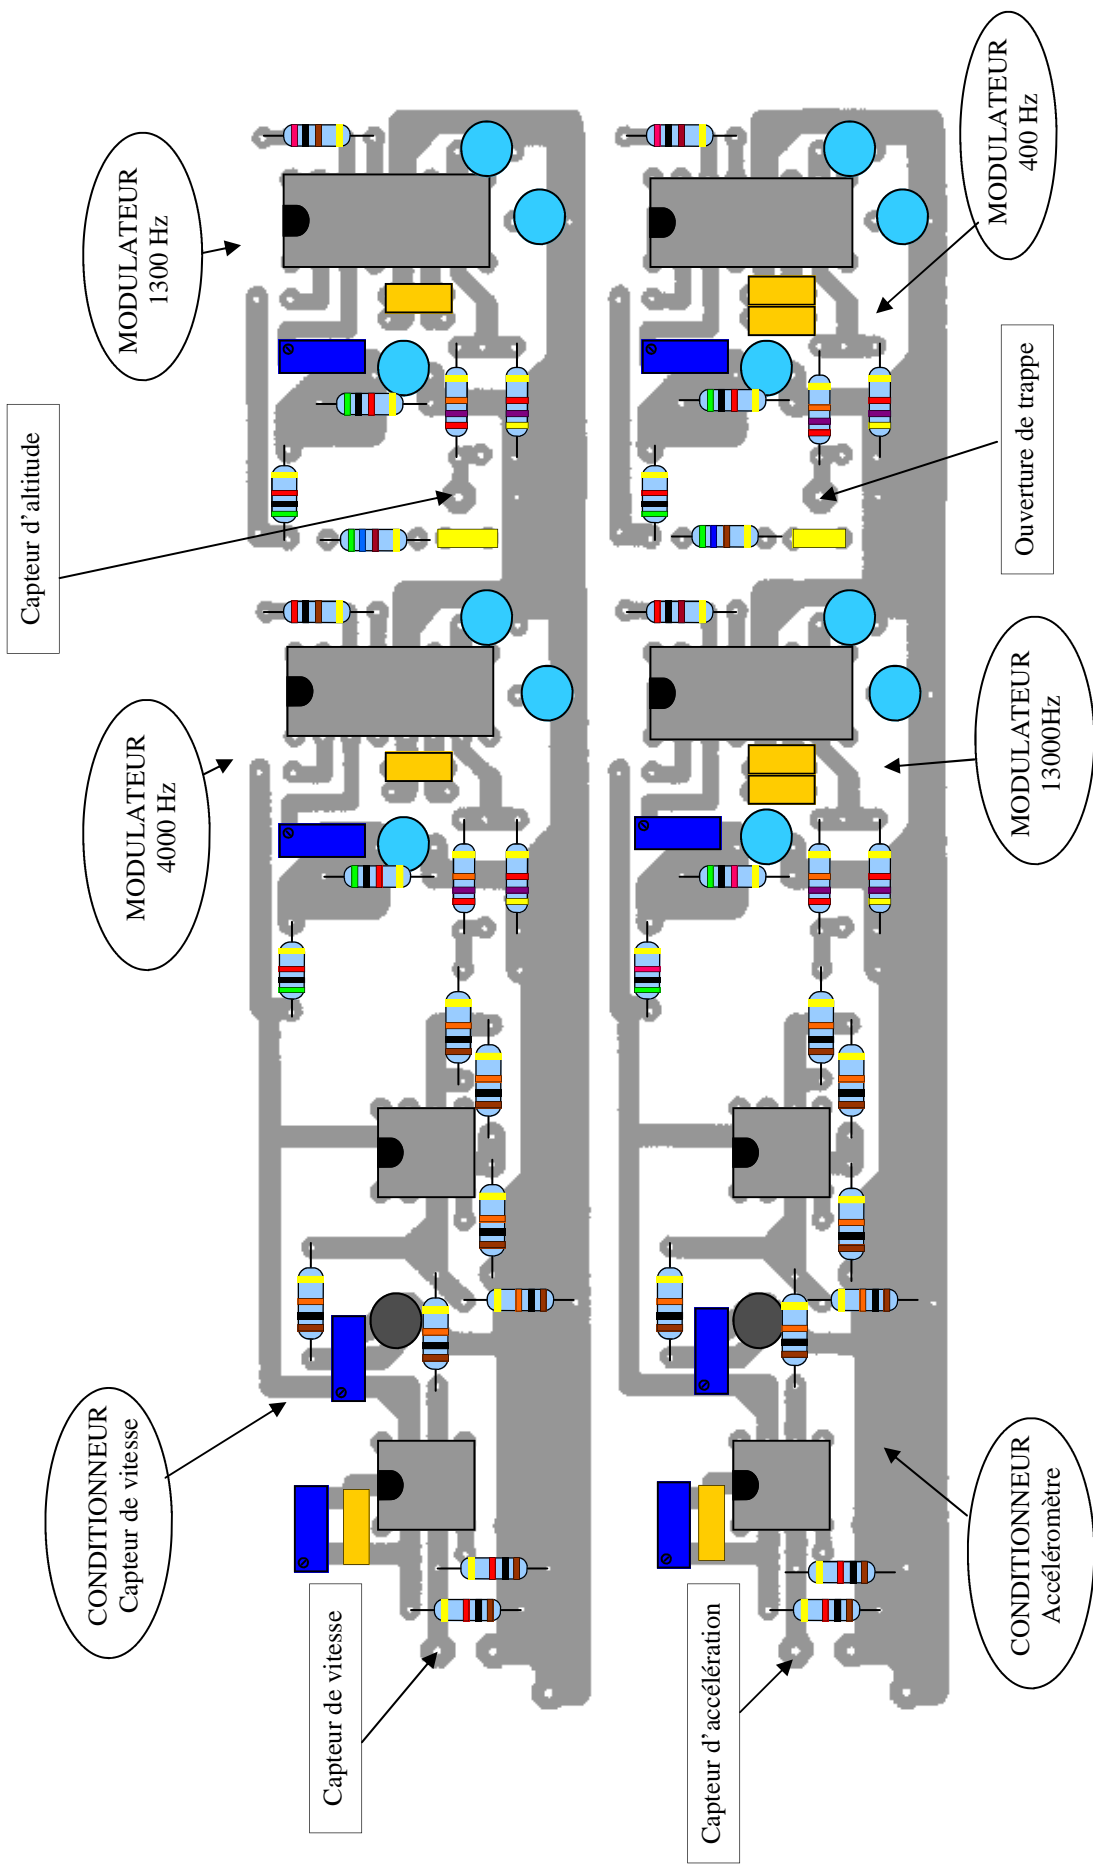 MODULATEUR
1300 Hz
MODULATEUR
400 Hz
Capteur d'altitude
Ouverture de trappe
MODULATEUR
4000 Hz
MODULATEUR
13000Hz
CONDITIONNEUR
Capteur de vitesse
CONDITIONNEUR
Accéléromètre
Capteur de vitesse
Capteur d'accélération